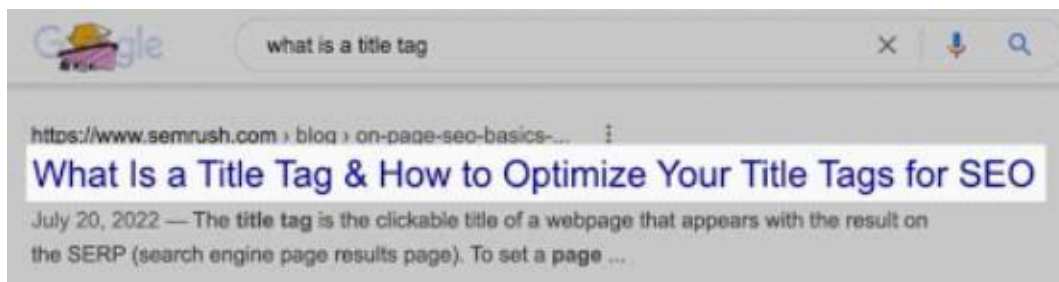 Google
what is a title tag
https://www.semrush.com › blog › on-page-seo-basics-...
What Is a Title Tag & How to Optimize Your Title Tags for SEO
July 20, 2022 — The title tag is the clickable title of a webpage that appears with the result on
the SERP (search engine page results page). To set a page ...